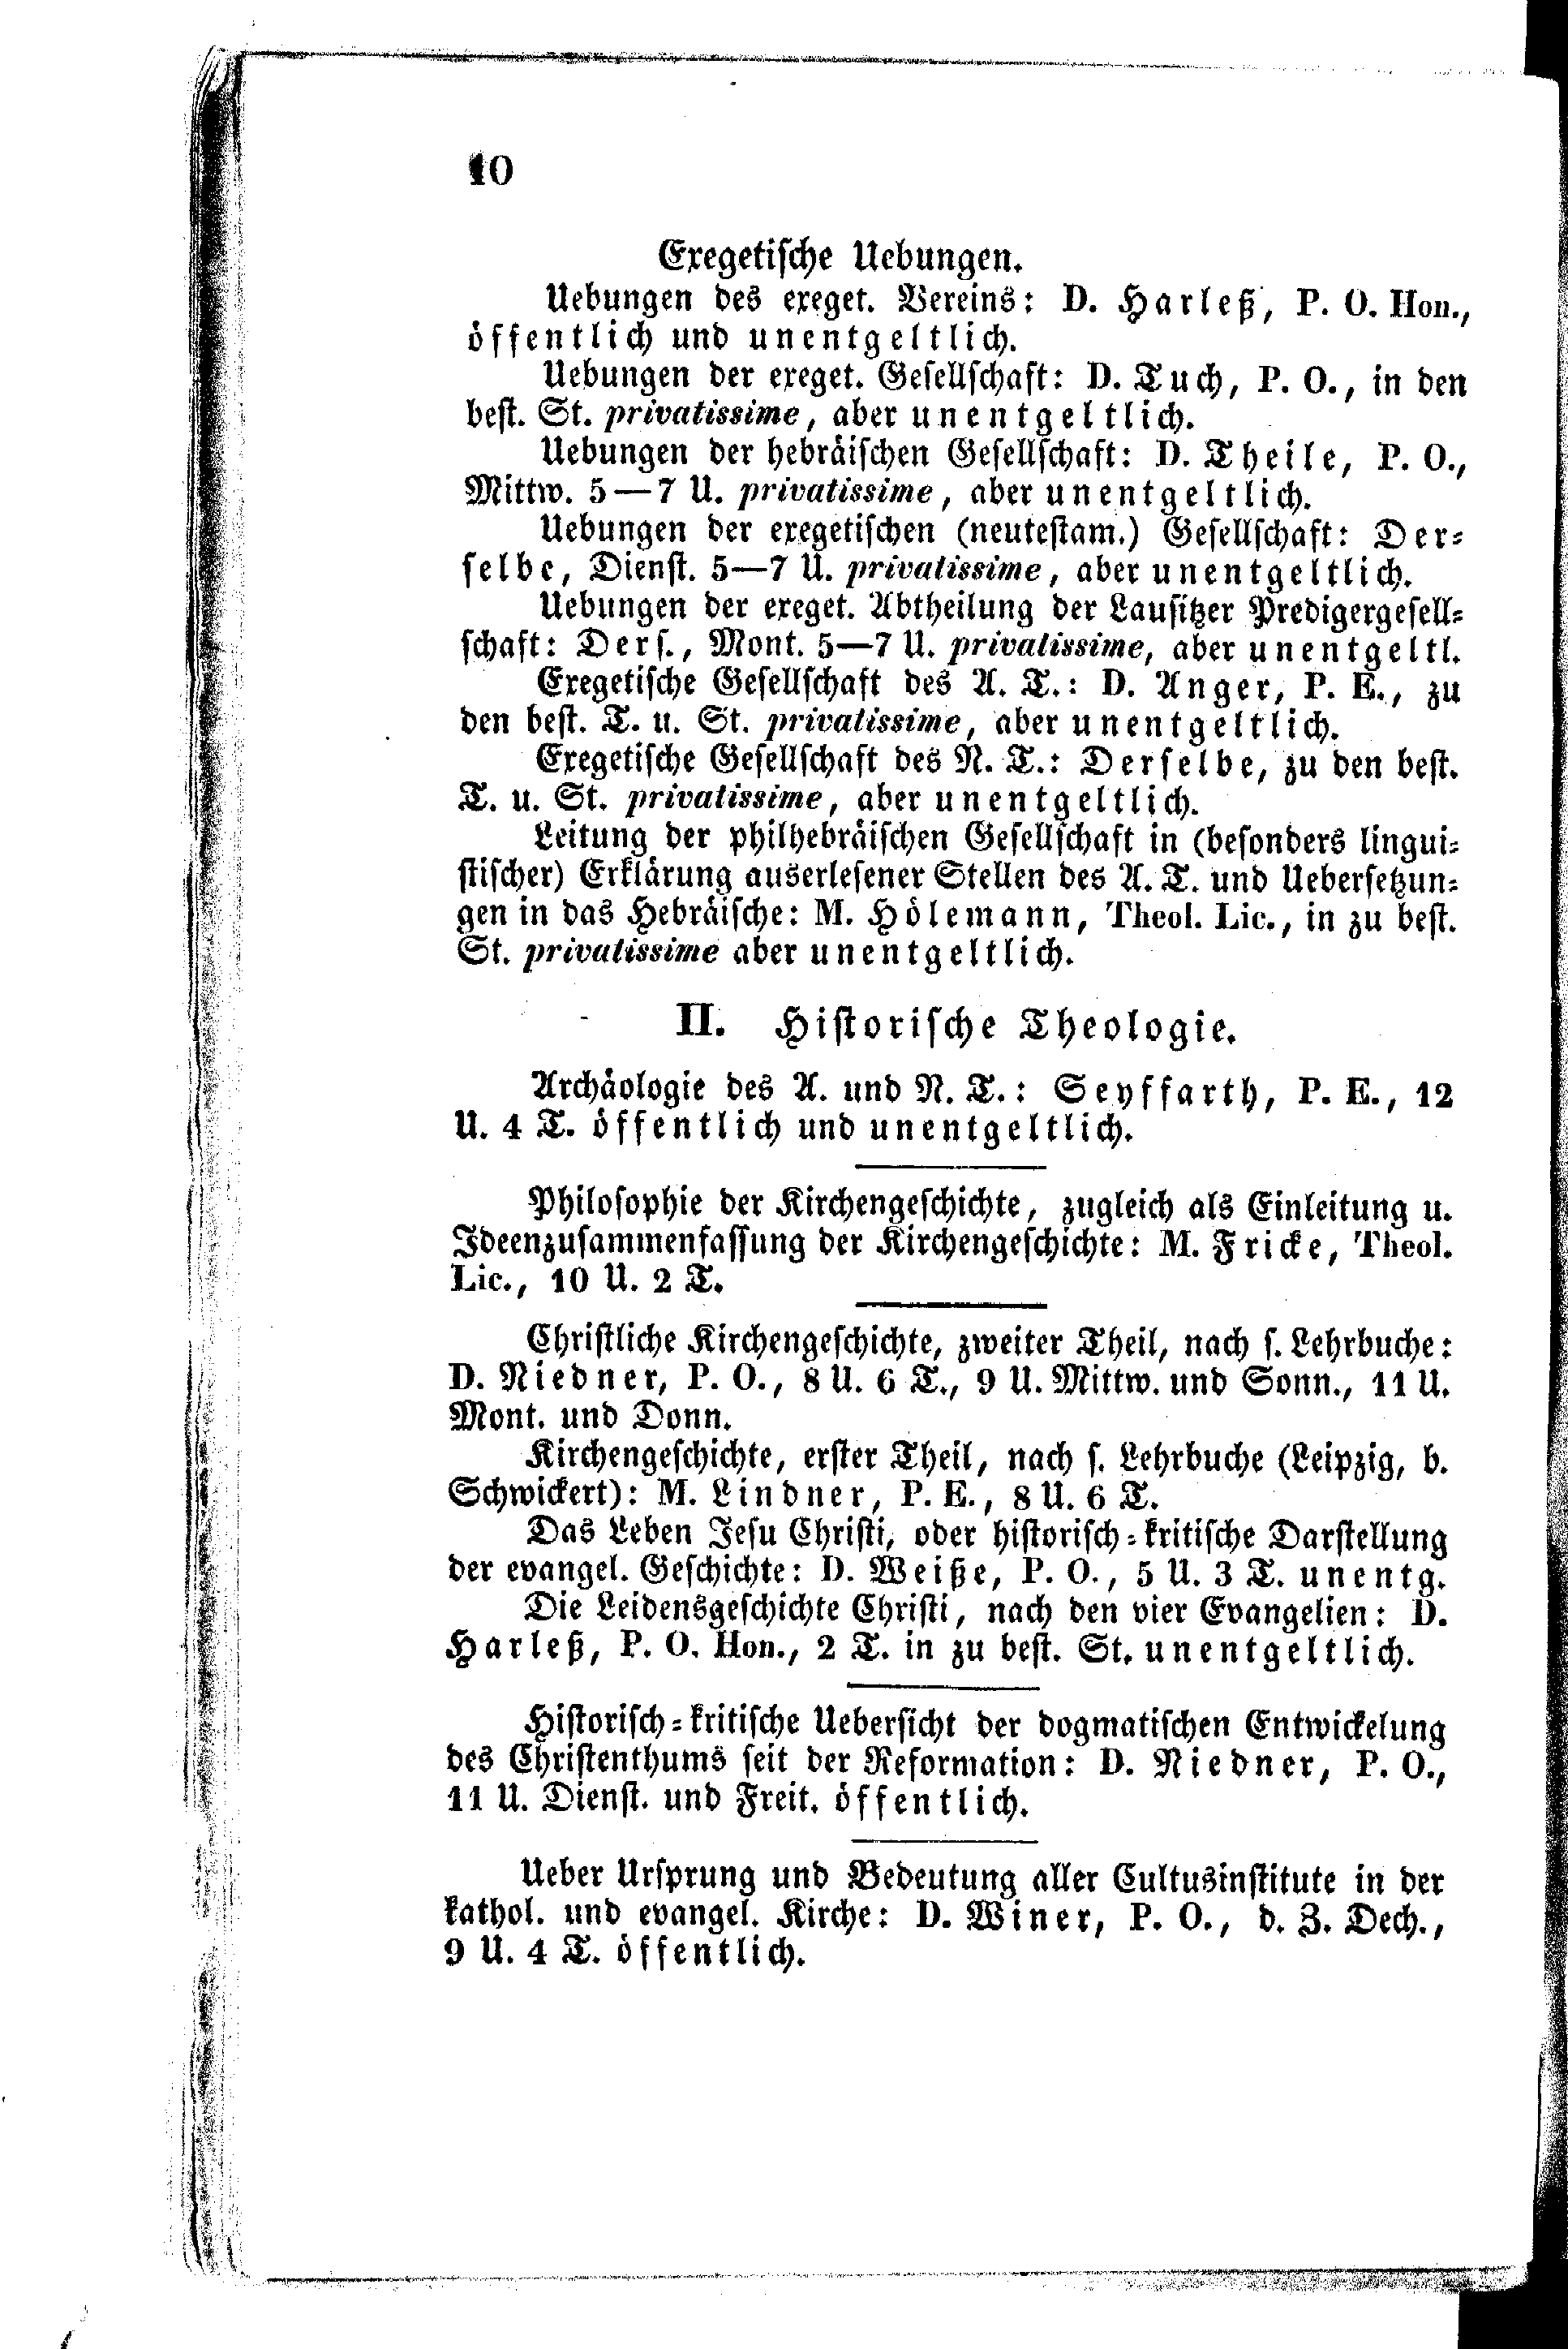 10
Exegetische Uebungen.
Uebungen des exeget. Vereins: D. Harleß, P. O. Hon.,
öffentlich und unentgeltlich.
Uebungen der exeget. Gesellschaft: D. Tuch, P. O., in den
best. St. privatissime, aber unentgeltlich.
Uebungen der hebräischen Gesellschaft: D. Theile, P. O.,
Mittw. 5—7 U. privatissime, aber unentgeltlich.
Uebungen der exegetischen (neutestam.) Gesellschaft: Der-
selbe, Dienst. 5—7 U. privatissime, aber unentgeltlich.
Uebungen der exeget. Abtheilung der Lausitzer Predigergesell-
schaft: Ders., Mont. 5—7 U. privatissime, aber unentgeltl.
Exegetische Gesellschaft des A. T.: D. Anger, P. E., zu
den best. T. u. St. privatissime, aber unentgeltlich.
Exegetische Gesellschaft des N. T.: Derselbe, zu den best.
T. u. St. privatissime, aber unentgeltlich.
Leitung der philhebräischen Gesellschaft in (besonders lingui-
stischer) Erklärung auserlesener Stellen des A. T. und Uebersetzun-
gen in das Hebräische: M. Hölemann, Theol. Lic., in zu best.
St. privatissime aber unentgeltlich.
II. Historische Theologie.
Archäologie des A. und N. T.: Seyffarth, P. E., 12
U. 4 T. öffentlich und unentgeltlich.
Philosophie der Kirchengeschichte, zugleich als Einleitung u.
Ideenzusammenfassung der Kirchengeschichte: M. Fricke, Theol.
Lic., 10 U. 2 T.
Christliche Kirchengeschichte, zweiter Theil, nach s. Lehrbuche:
D. Niedner, P. O., 8 U. 6 T., 9 U. Mittw. und Sonn., 11 U.
Mont. und Donn.
Kirchengeschichte, erster Theil, nach s. Lehrbuche (Leipzig, b.
Schwickert): M. Lindner, P. E., 8 U. 6 T.
Das Leben Jesu Christi, oder historisch-kritische Darstellung
der evangel. Geschichte: D. Weiße, P. O., 5 U. 3 T. unentg.
Die Leidensgeschichte Christi, nach den vier Evangelien: D.
Harleß, P. O. Hon., 2 T. in zu best. St. unentgeltlich.
Historisch-kritische Uebersicht der dogmatischen Entwickelung
des Christenthums seit der Reformation: D. Niedner, P. O.,
11 U. Dienst. und Freit. öffentlich.
Ueber Ursprung und Bedeutung aller Cultusinstitute in der
kathol. und evangel. Kirche: D. Winer, P. O., d. Z. Dech.,
9 U. 4 T. öffentlich.